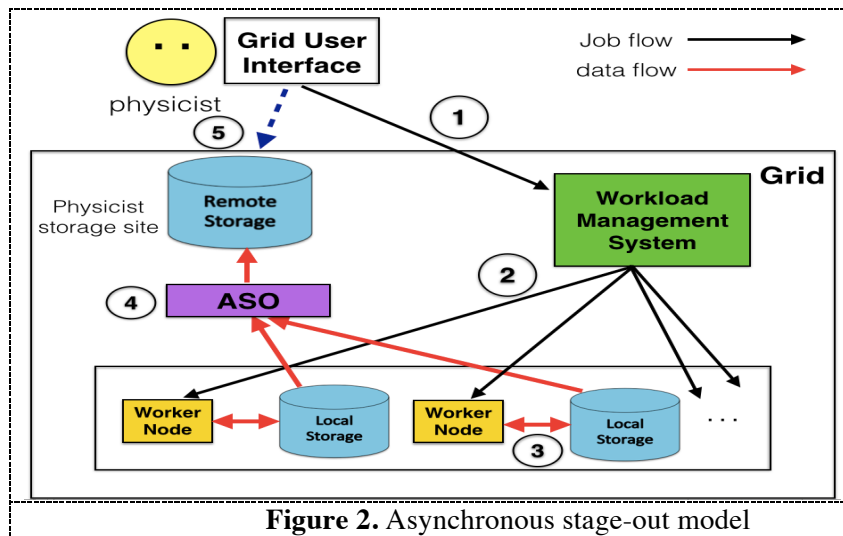 Grid User
Interface
physicist
Job flow
data flow
1
5
Grid
Remote
Storage
Physicist
storage site
Workload
Management
System
2
4
ASO
Worker
Node
Local
Storage
Worker
Node
3
Local
Storage
...
Figure 2. Asynchronous stage-out model